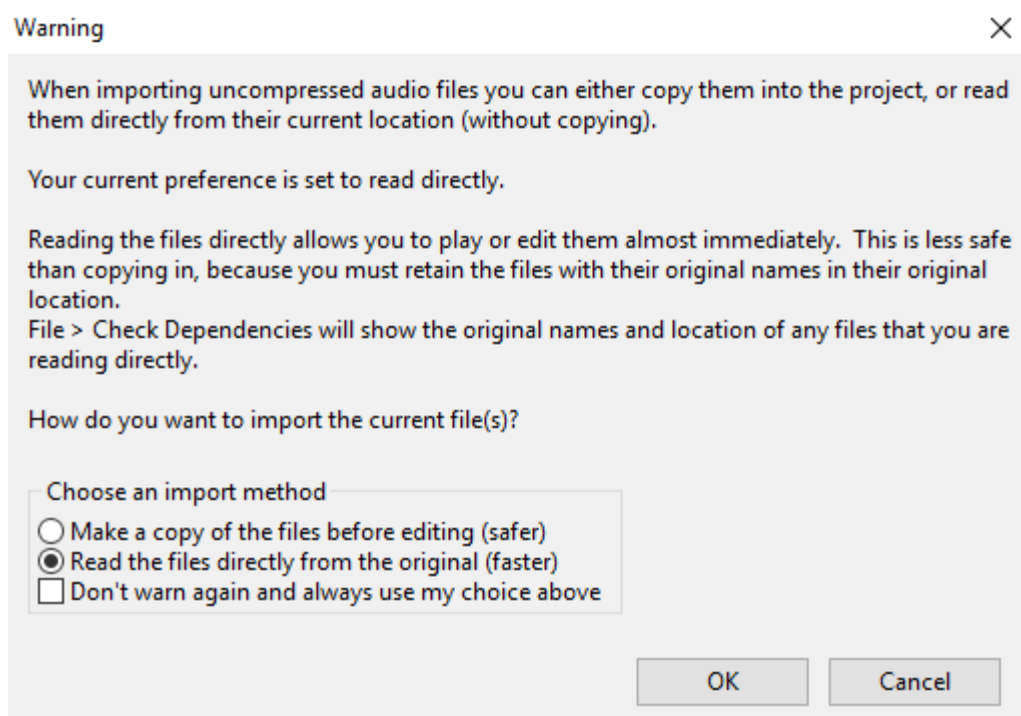 Warning
When importing uncompressed audio files you can either copy them into the project, or read
them directly from their current location (without copying).
Your current preference is set to read directly.
Reading the files directly allows you to play or edit them almost immediately.  This is less safe
than copying in, because you must retain the files with their original names in their original
location.
File > Check Dependencies will show the original names and location of any files that you are
reading directly.
How do you want to import the current file(s)?
Choose an import method
Make a copy of the files before editing (safer)
Read the files directly from the original (faster)
Don't warn again and always use my choice above
OK
Cancel